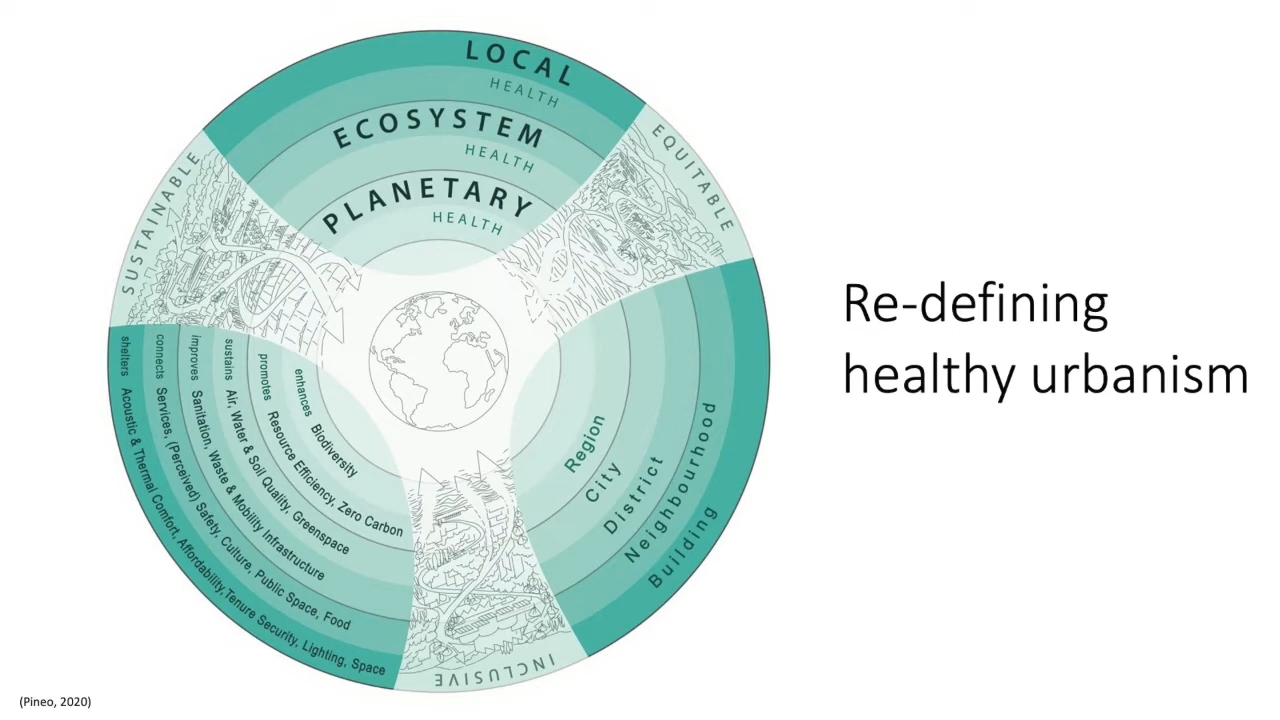 LOCAL
HEALTH
ECOSYSTEM
HEALTH
PLANETARY
HEALTH
SUSTAINABLE
EQUITABLE
INCLUSIVE
shelters Acoustic & Thermal Comfort, Affordability, Tenure Security, Lighting, Space
connects Services, (Perceived) Safety, Culture, Public Space, Food
improves Sanitation, Waste & Mobility Infrastructure
sustains Air, Water & Soil Quality, Greenspace
promotes Resource Efficiency, Zero Carbon
enhances Biodiversity
Region
City
District
Neighbourhood
Building
Re-defining
healthy urbanism
(Pineo, 2020)